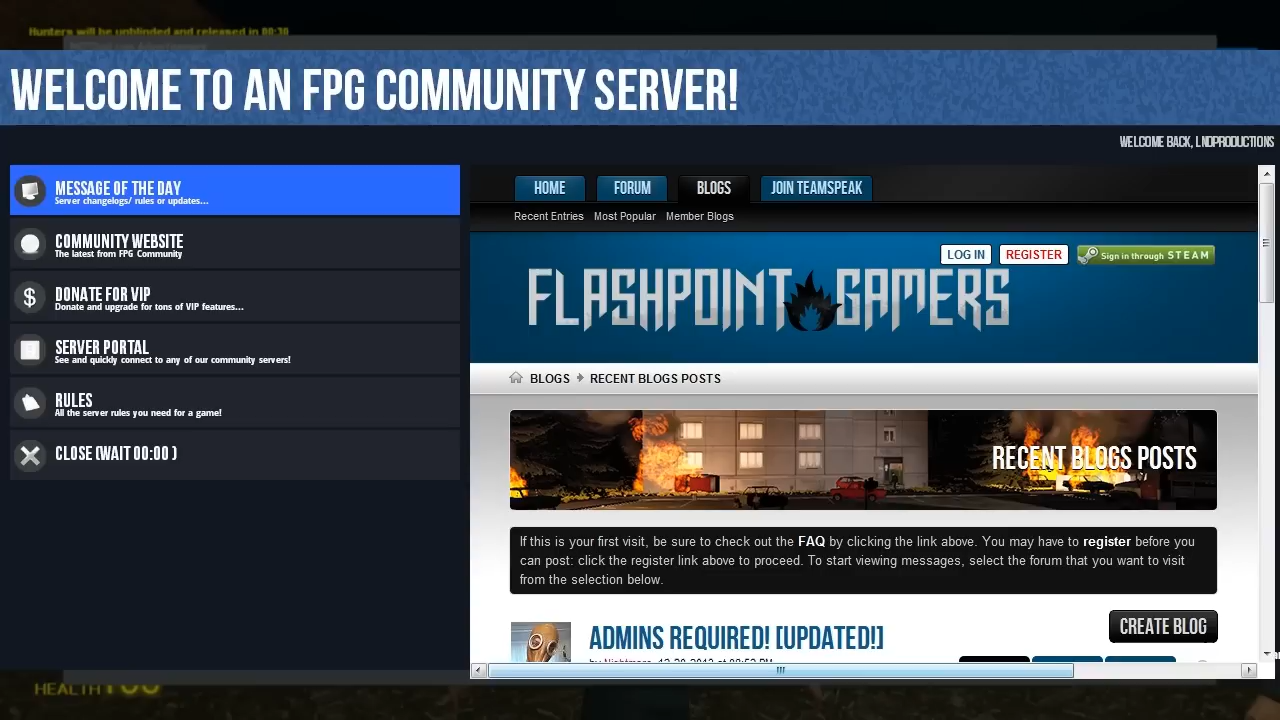 Hunters will be unblinded and released in 00:30
WELCOME TO AN FPG COMMUNITY SERVER!
WELCOME BACK, LNDPRODUCTIONS
MESSAGE OF THE DAY
Server changelogs/ rules or updates...
COMMUNITY WEBSITE
The latest from FPG Community
DONATE FOR VIP
Donate and upgrade for tons of VIP features...
SERVER PORTAL
See and quickly connect to any of our community servers!
RULES
All the server rules you need for a game!
CLOSE (WAIT 00:00 )
HOME FORUM BLOGS JOIN TEAMSPEAK
Recent Entries Most Popular Member Blogs
LOG IN REGISTER Sign in through STEAM
FLASHPOINT GAMERS
BLOGS RECENT BLOGS POSTS
RECENT BLOGS POSTS
If this is your first visit, be sure to check out the FAQ by clicking the link above. You may have to register before you
can post: click the register link above to proceed. To start viewing messages, select the forum that you want to visit
from the selection below.
CREATE BLOG
ADMINS REQUIRED! [UPDATED!]
by Nightmare
HEALTH 100